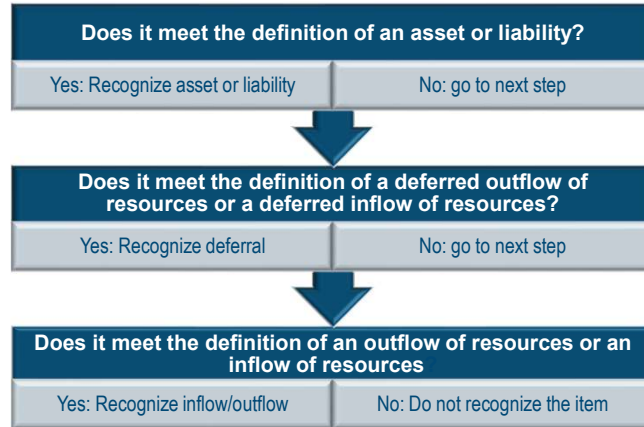 Does it meet the definition of an asset or liability?
Yes: Recognize asset or liability
No: go to next step
Does it meet the definition of a deferred outflow of
resources or a deferred inflow of resources?
Yes: Recognize deferral
No: go to next step
Does it meet the definition of an outflow of resources or an
inflow of resources?
Yes: Recognize inflow/outflow
No: Do not recognize the item